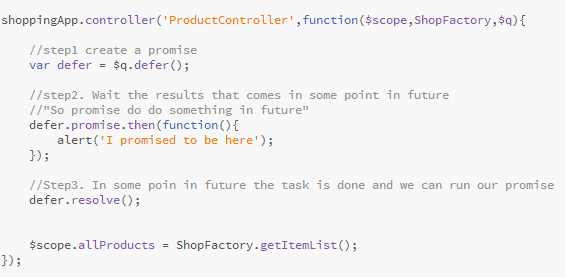 shoppingApp.controller('ProductController',function($scope,ShopFactory,$q){
//step1 create a promise
var defer = $q.defer();
//step2. Wait the results that comes in some point in future
//"So promise do do something in future"
defer.promise.then(function(){
alert('I promised to be here');
});
//Step3. In some poin in future the task is done and we can run our promise
defer.resolve();
$scope.allProducts = ShopFactory.getItemList();
});